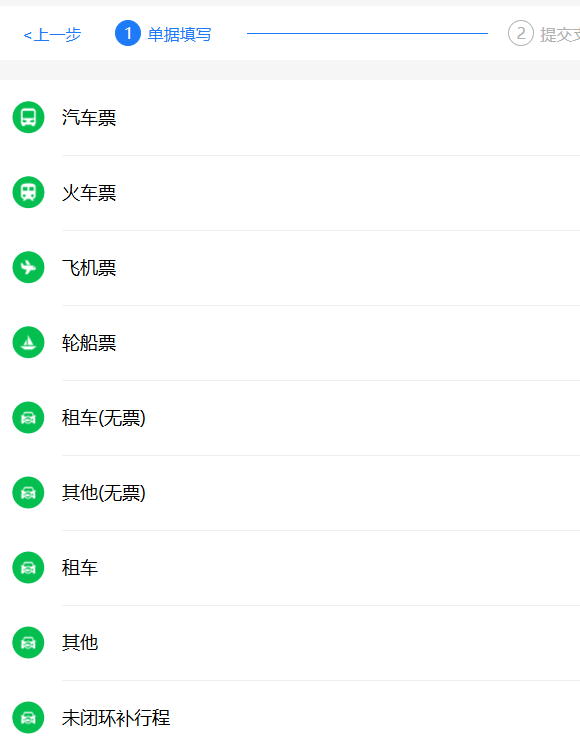 <上一步 1 单据填写 2 提交
汽车票
火车票
飞机票
轮船票
租车(无票)
其他(无票)
租车
其他
未闭环补行程